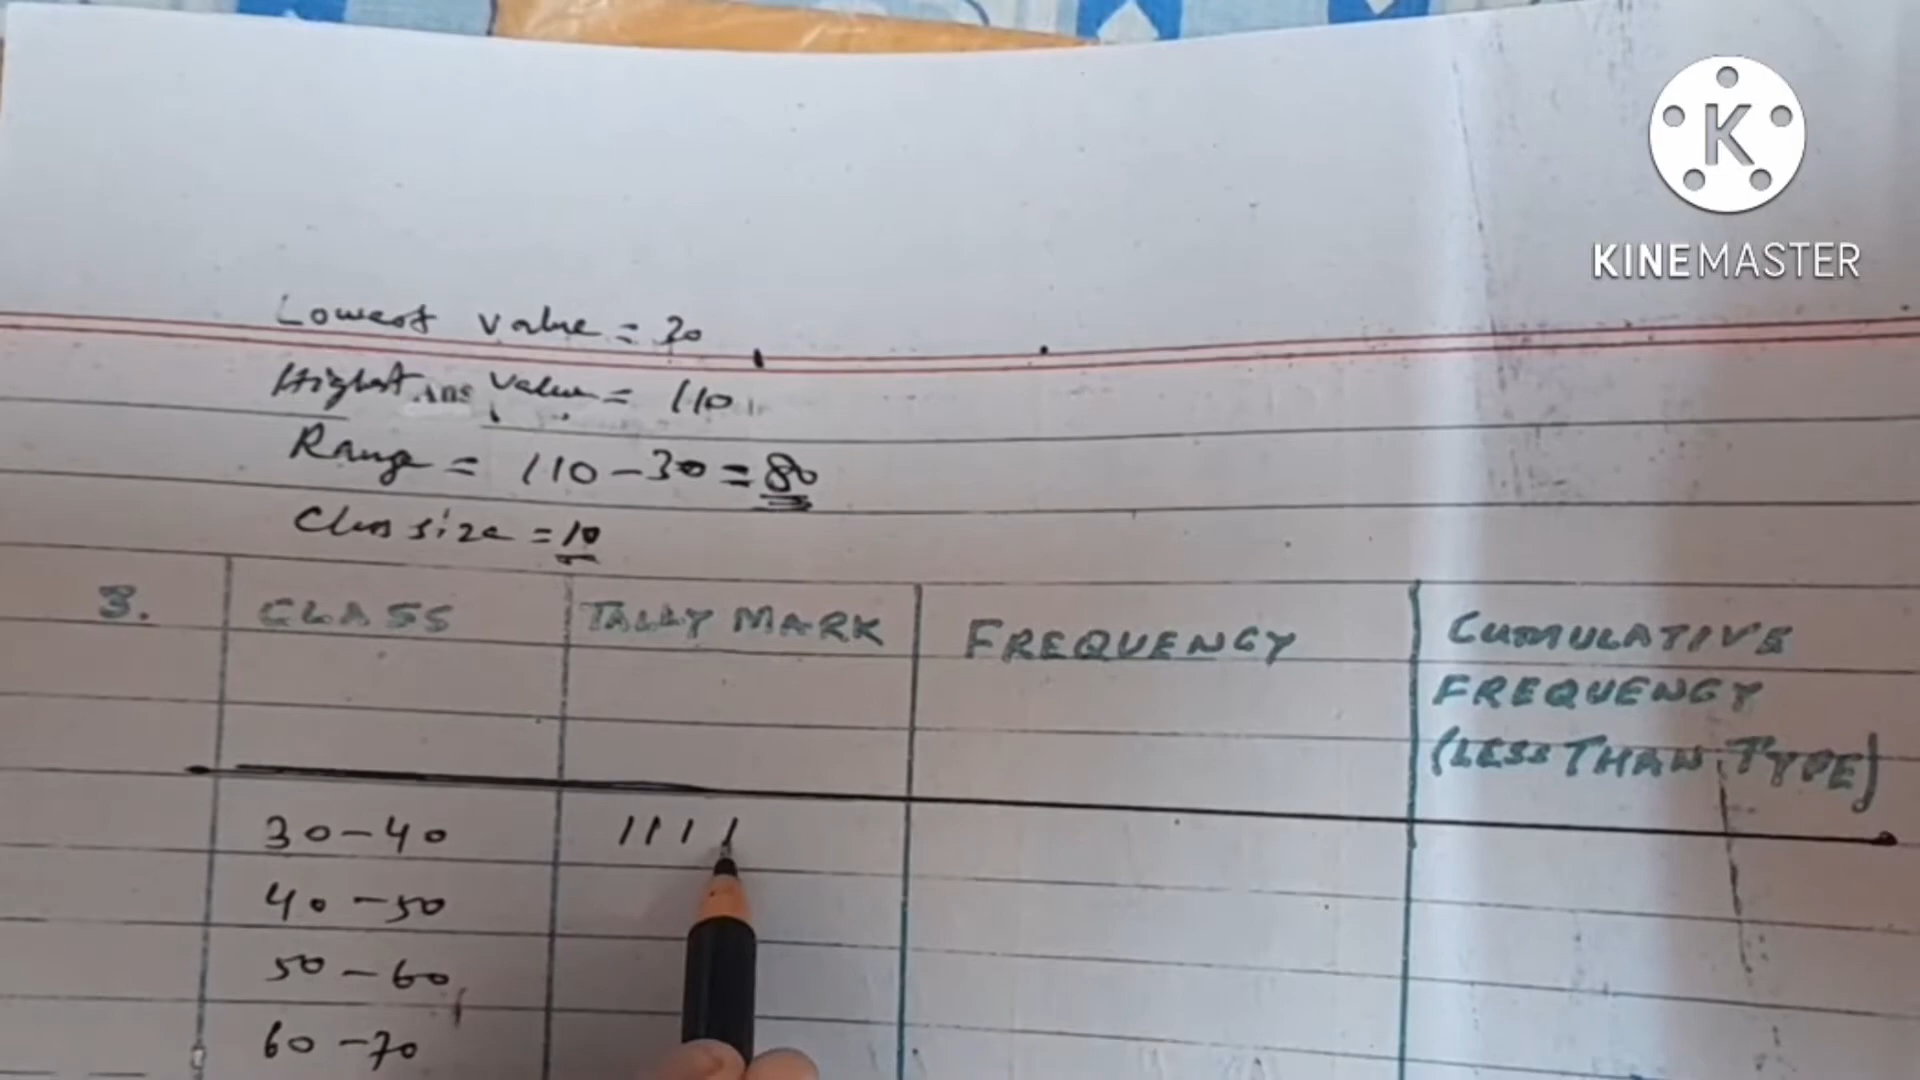 K
KINEMASTER
Lowest value = 30
Highest value = 110
Ans
Range = 110 - 30 = 80
Class size = 10
3. CLASS TALLY MARK FREQUENCY CUMULATIVE
FREQUENCY
(LESS THAN TYPE)
30 - 40 ||||
40 - 50
50 - 60
60 - 70